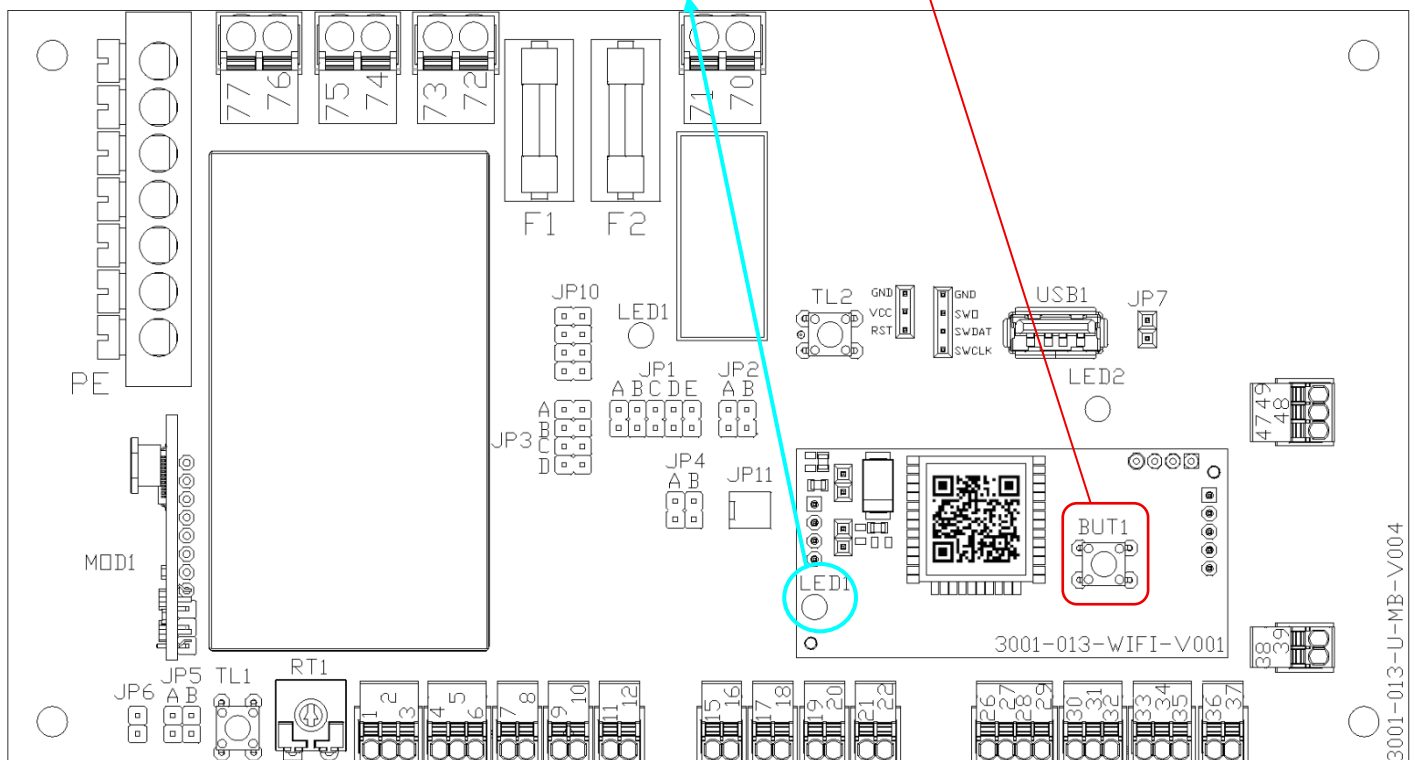 77 76 75 74 73 72 71 70
F1 F2
PE
JP10
LED1
TL2
GND
VCC
RST
GND
SWO
SWDAT
SWCLK
USB1
JP7
LED2
JP1
A B C D E
JP2
A B
JP3
A
B
C
D
JP4
A B
JP11
47 49
48
MOD1
BUT1
LED1
3001-013-WIFI-V001
38 39
3001-013-U-MB-V004
JP6
JP5
A B
TL1
RT1
1 2 3 4 5 6 7 8 9 10 11 12 15 16 17 18 19 20 21 22 26 27 28 29 30 31 32 33 34 35 36 37